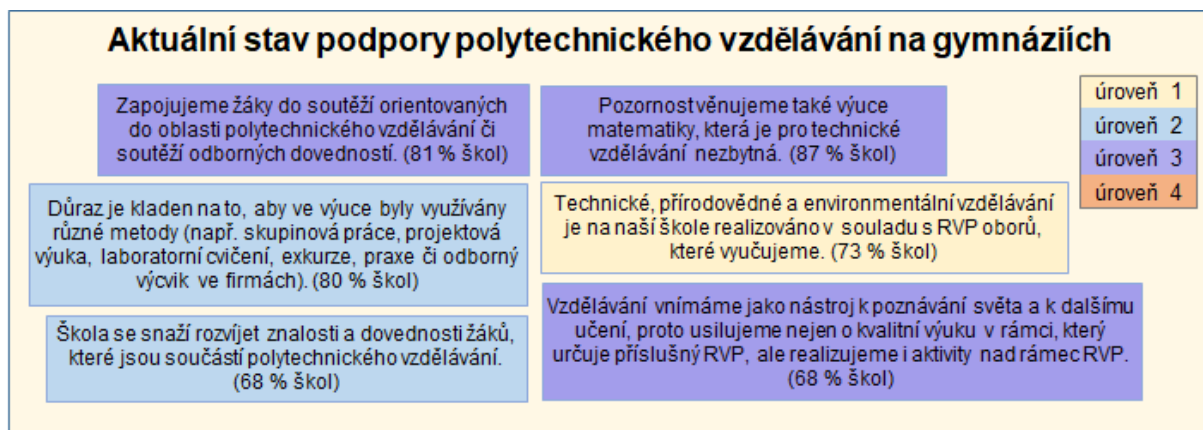 Aktuální stav podpory polytechnického vzdělávání na gymnáziích
Zapojujeme žáky do soutěží orientovaných
do oblasti polytechnického vzdělávání či
soutěží odborných dovedností. (81 % škol)
Pozornost věnujeme také výuce
matematiky, která je pro technické
vzdělávání nezbytná. (87 % škol)
úroveň 1
úroveň 2
úroveň 3
úroveň 4
Důraz je kladen na to, aby ve výuce byly využívány
různé metody (např. skupinová práce, projektová
výuka, laboratorní cvičení, exkurze, praxe či odborný
výcvik ve firmách). (80 % škol)
Technické, přírodovědné a environmentální vzdělávání
je na naší škole realizováno v souladu s RVP oborů,
které vyučujeme. (73 % škol)
Škola se snaží rozvíjet znalosti a dovednosti žáků,
které jsou součástí polytechnického vzdělávání.
(68 % škol)
Vzdělávání vnímáme jako nástroj k poznávání světa a k dalšímu
učení, proto usilujeme nejen o kvalitní výuku v rámci, který
určuje příslušný RVP, ale realizujeme i aktivity nad rámec RVP.
(68 % škol)